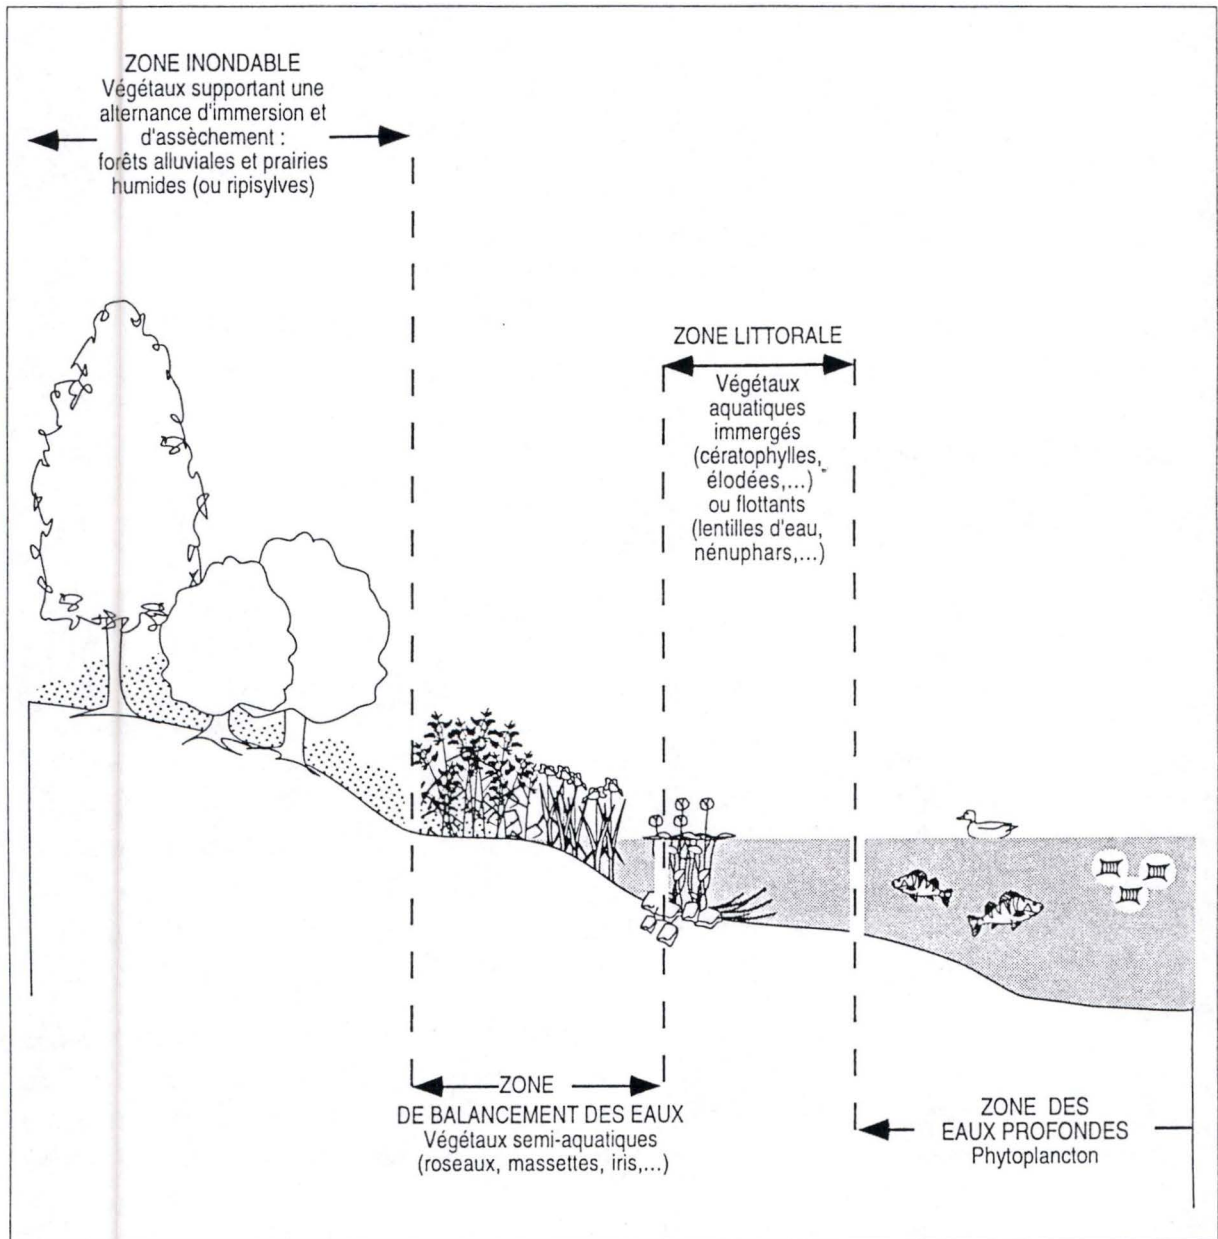 ZONE INONDABLE
Végétaux supportant une
alternance d'immersion et
d'assèchement :
forêts alluviales et prairies
humides (ou ripisylves)
ZONE LITTORALE
Végétaux
aquatiques
immergés
(cératophylles,
élodées,...)
ou flottants
(lentilles d'eau,
nénuphars,...)
ZONE
DE BALANCEMENT DES EAUX
Végétaux semi-aquatiques
(roseaux, massettes, iris,...)
ZONE DES
EAUX PROFONDES
Phytoplancton